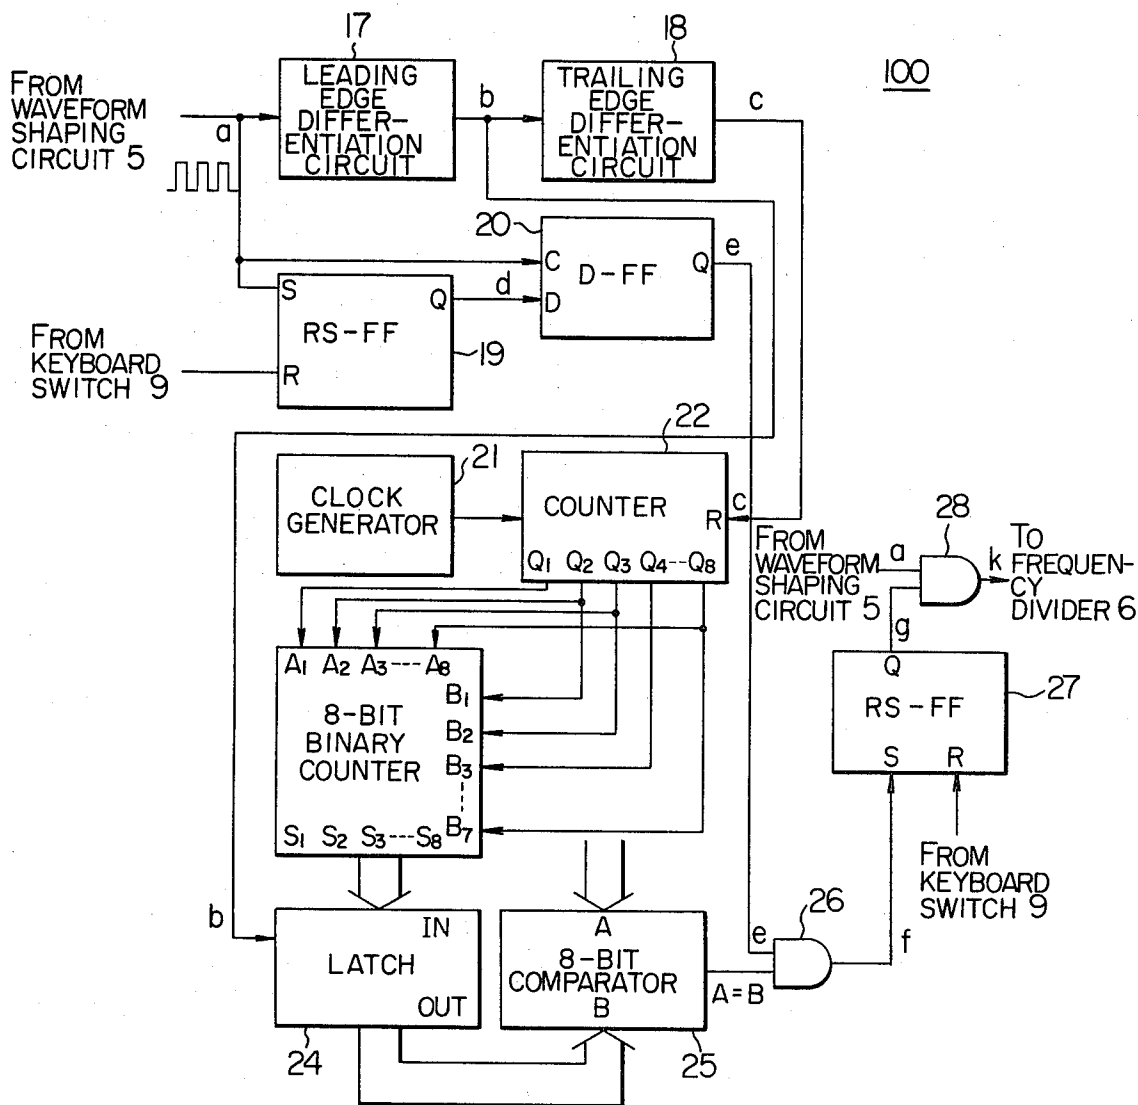 17
18
100
FROM
WAVEFORM
SHAPING
CIRCUIT 5
a
LEADING
EDGE
DIFFER-
ENTIATION
CIRCUIT
b
TRAILING
EDGE
DIFFER-
ENTIATION
CIRCUIT
c
20
C
D-FF
Q
D
e
S
Q
d
RS-FF
R
19
FROM
KEYBOARD
SWITCH 9
21
22
CLOCK
GENERATOR
COUNTER
R
c
Q1 Q2 Q3 Q4---Q8
28
FROM
WAVEFORM
SHAPING
CIRCUIT 5
a
k
TO
FREQUEN-
CY
DIVIDER 6
g
A1 A2 A3----A8
B1
8-BIT
BINARY
COUNTER
B2
B3
B7
S1 S2 S3----S8
Q
RS-FF
27
S R
FROM
KEYBOARD
SWITCH 9
b
IN
LATCH
OUT
24
A
8-BIT
COMPARATOR
B
25
A=B
e
26
f